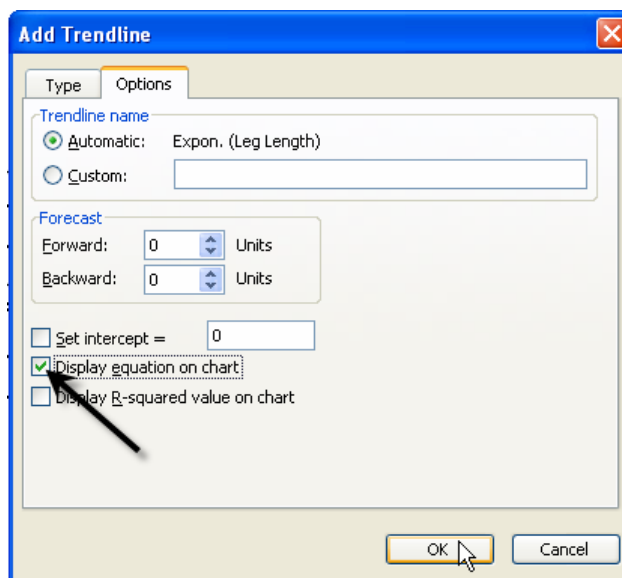 Add Trendline
Type Options
Trendline name
Automatic: Expon. (Leg Length)
Custom:
Forecast
Forward: 0 Units
Backward: 0 Units
Set intercept = 0
Display equation on chart
Display R-squared value on chart
OK Cancel